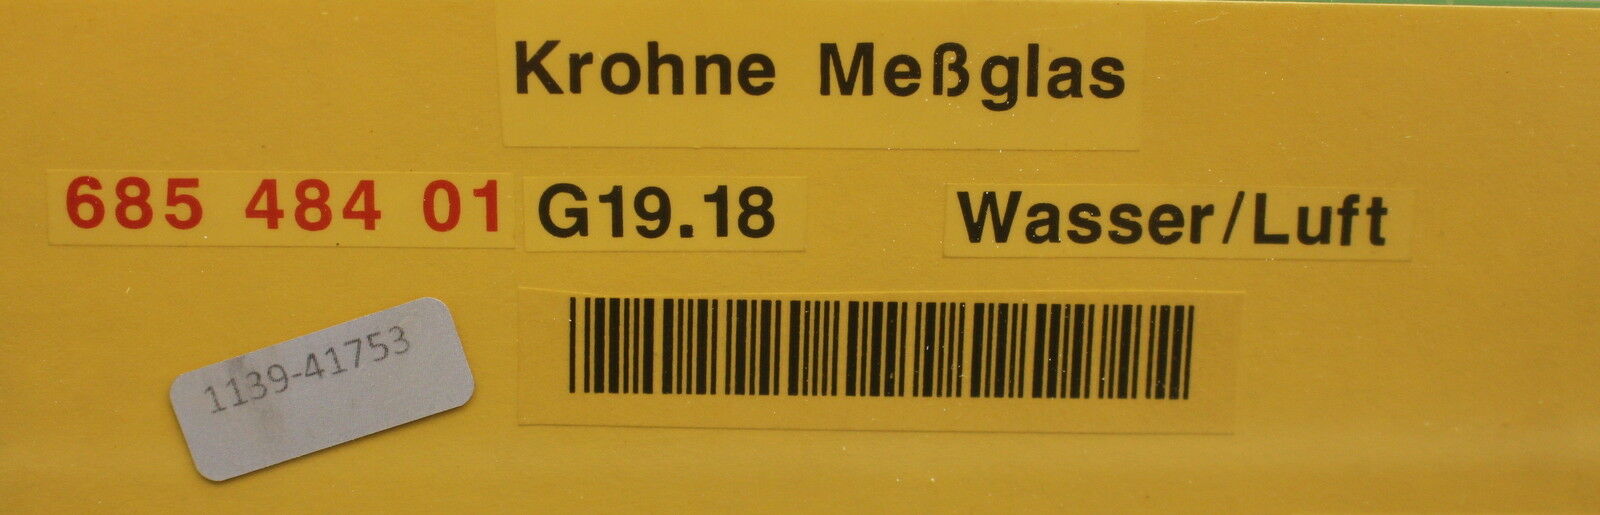 Krohne Meßglas
685 484 01 G19.18 Wasser/Luft
1139-41753